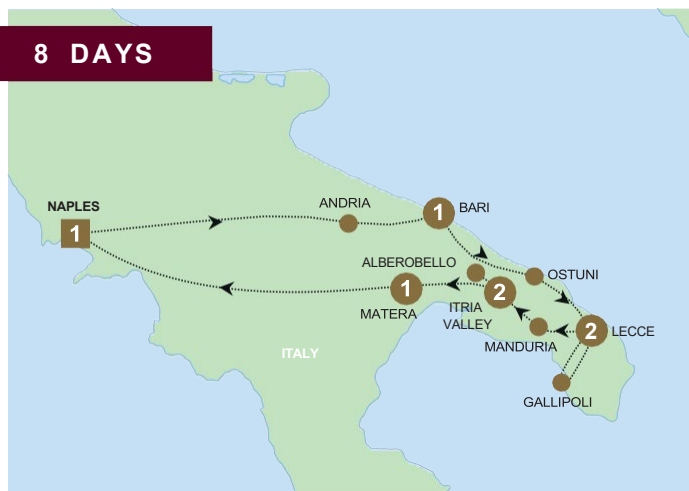 8 DAYS
NAPLES
1
ANDRIA
1
BARI
ALBEROBELLO
OSTUNI
1
MATERA
2
ITRIA
VALLEY
MANDURIA
2
LECCE
ITALY
GALLIPOLI